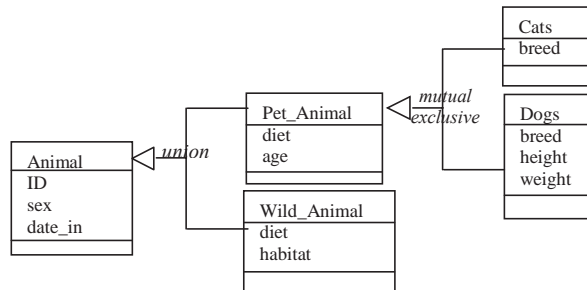 Animal
ID
sex
date_in
union
Pet_Animal
diet
age
Wild_Animal
diet
habitat
mutual
exclusive
Cats
breed
Dogs
breed
height
weight